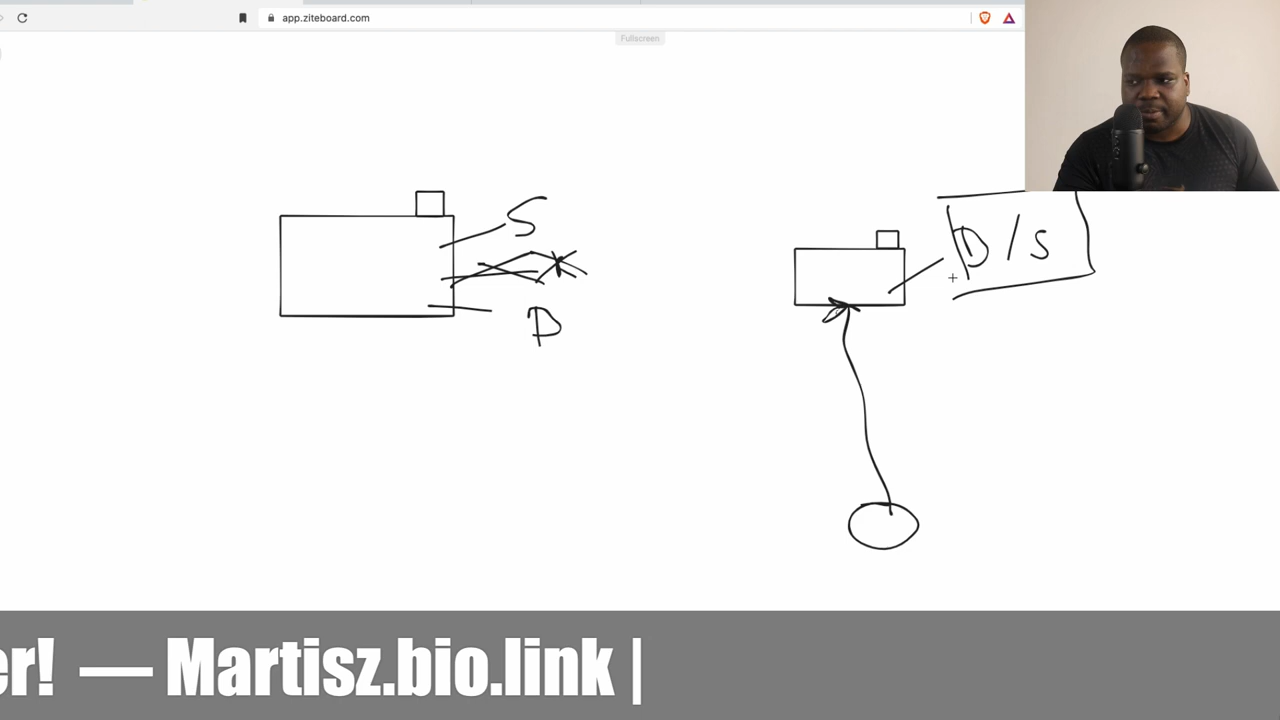 app.ziteboard.com
Fullscreen
S
D
D/S
er! — Martisz.bio.link |